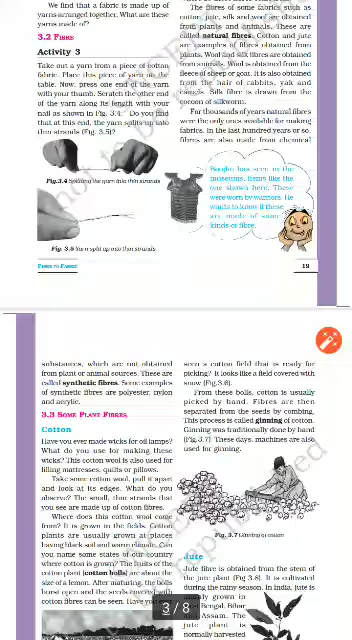 We find that a fabric is made up of
yarns arranged together. What are these
yarns made of?
3.2 FIBRE
Activity 3
Take out a yarn from a piece of cotton
fabric. Place this piece of yarn on the
table. Now, press one end of the yarn
with your thumb. Scratch the other end
of the yarn along its length with your
nail as shown in Fig. 3.4. Do you find
that at this end, the yarn splits up into
thin strands (Fig. 3.5)?
Fig.3.4 Splitting the yarn into thin strands
Fig. 3.5 Yarn split up into thin strands
The fibres of some fabrics such as
cotton, jute, silk and wool are obtained
from plants and animals. These are
called natural fibres. Cotton and jute
are examples of fibres obtained from
plants. Wool and silk fibres are obtained
from animals. Wool is obtained from the
fleece of sheep or goat. It is also obtained
from the hair of rabbits, yak and
camels. Silk fibre is drawn from the
cocoon of silkworm.
For thousands of years natural fibres
were the only ones available for making
fabrics. In the last hundred years or so,
fibres are also made from chemical
Boojho has seen in the
museums, items like the
one shown here. These
were worn by warriors. He
wants to know if these
are made of some
kinds of fibre.
FIBRE TO FABRIC
19
substances, which are not obtained
from plant or animal sources. These are
called synthetic fibres. Some examples
of synthetic fibres are polyester, nylon
and acrylic.
3.3 SOME PLANT FIBRES
Cotton
Have you ever made wicks for oil lamps?
What do you use for making these
wicks? This cotton wool is also used for
filling mattresses, quilts or pillows.
Take some cotton wool, pull it apart
and look at its edges. What do you
observe? The small, thin strands that
you see are made up of cotton fibres.
Where does this cotton wool come
from? It is grown in the fields. Cotton
plants are usually grown at places
having black soil and warm climate. Can
you name some states of our country
where cotton is grown? The fruits of the
cotton plant (cotton bolls) are about the
size of a lemon. After maturing, the bolls
burst open and the seeds covered with
cotton fibres can be seen. Have you ever
seen a cotton field that is ready for
picking? It looks like a field covered with
snow (Fig.3.6).
From these bolls, cotton is usually
picked by hand. Fibres are then
separated from the seeds by combing.
This process is called ginning of cotton.
Ginning was traditionally done by hand
(Fig.3.7). These days, machines are also
used for ginning.
Fig. 3.7 Ginning of cotton
Jute
Jute fibre is obtained from the stem of
the jute plant (Fig 3.8). It is cultivated
during the rainy season. In India, jute is
grown in
Bengal, Bihar
Assam. The
jute plant is
normally harvested
3 / 8